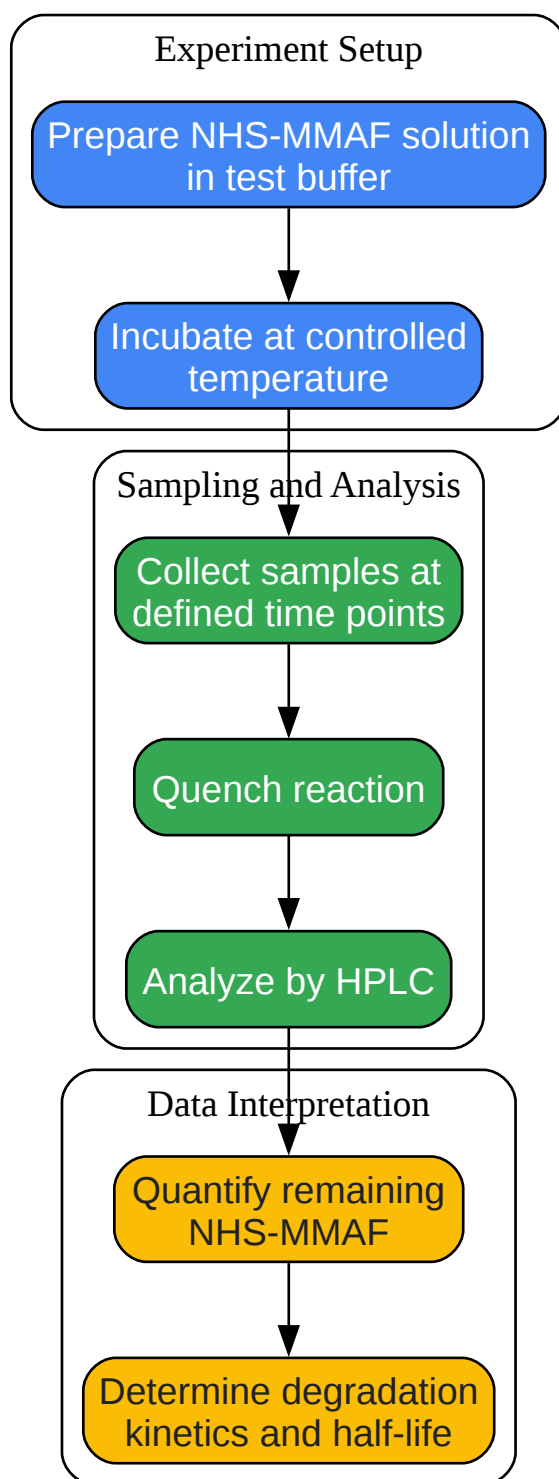 Experiment Setup
Prepare NHS-MMAF solution
in test buffer
Incubate at controlled
temperature
Sampling and Analysis
Collect samples at
defined time points
Quench reaction
Analyze by HPLC
Data Interpretation
Quantify remaining
NHS-MMAF
Determine degradation
kinetics and half-life